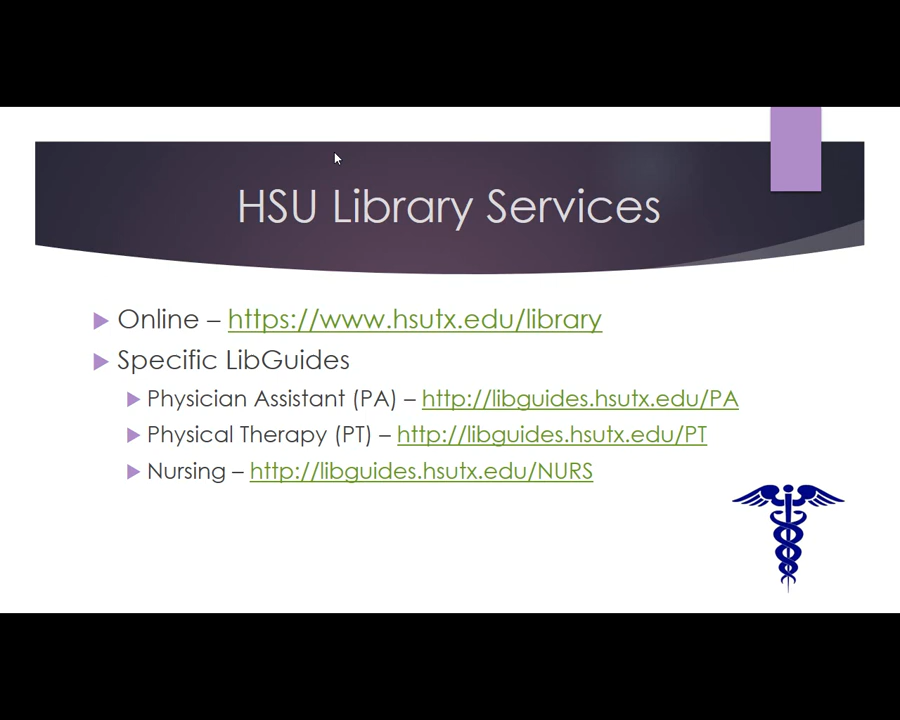 HSU Library Services
Online – https://www.hsutx.edu/library
Specific LibGuides
Physician Assistant (PA) – http://libguides.hsutx.edu/PA
Physical Therapy (PT) – http://libguides.hsutx.edu/PT
Nursing – http://libguides.hsutx.edu/NURS